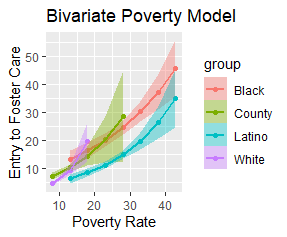 Bivariate Poverty Model
Entry to Foster Care
50
40
30
20
10
10 20 30 40
Poverty Rate
group
Black
County
Latino
White